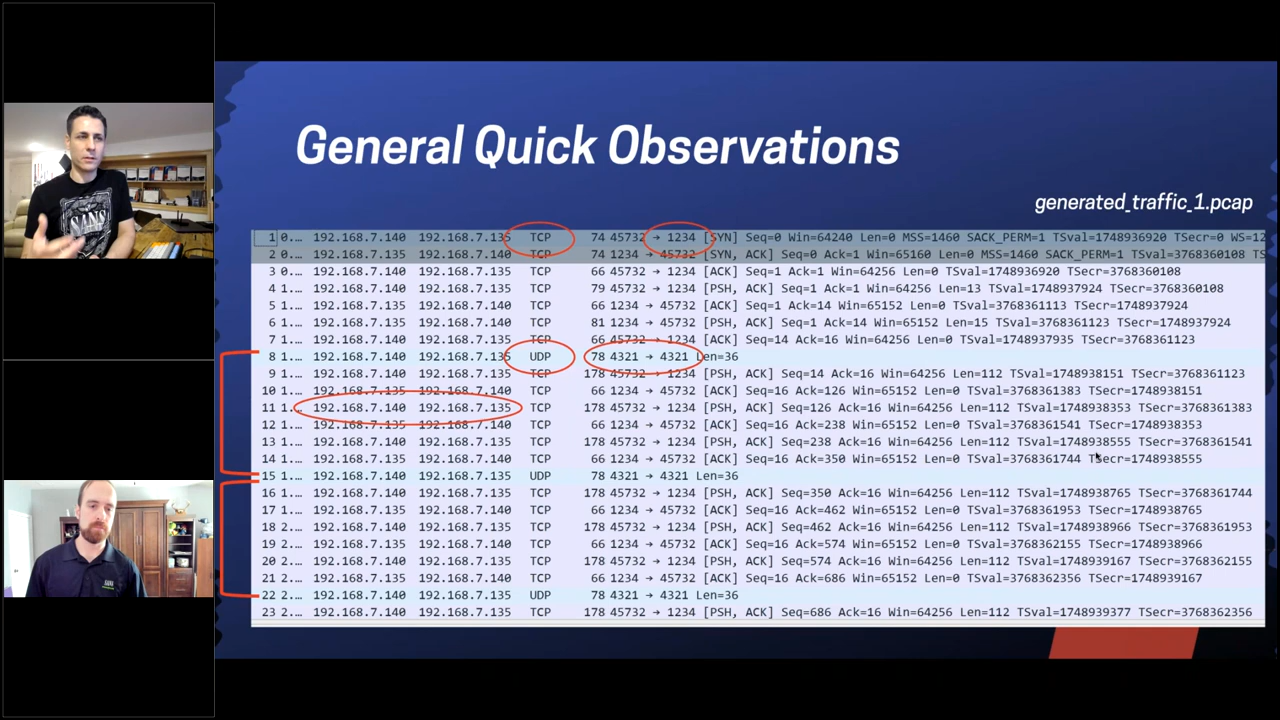 General Quick Observations
generated_traffic_1.pcap
1 0... 192.168.7.140 192.168.7.135 TCP 74 45732 → 1234 [SYN] Seq=0 Win=64240 Len=0 MSS=1460 SACK_PERM=1 TSval=1748936920 TSecr=0 WS=12
2 0... 192.168.7.135 192.168.7.140 TCP 74 1234 → 45732 [SYN, ACK] Seq=0 Ack=1 Win=65160 Len=0 MSS=1460 SACK_PERM=1 TSval=3768360108 TS
3 0... 192.168.7.140 192.168.7.135 TCP 66 45732 → 1234 [ACK] Seq=1 Ack=1 Win=64256 Len=0 TSval=1748936920 TSecr=3768360108
4 1... 192.168.7.140 192.168.7.135 TCP 79 45732 → 1234 [PSH, ACK] Seq=1 Ack=1 Win=64256 Len=13 TSval=1748937924 TSecr=3768360108
5 1... 192.168.7.135 192.168.7.140 TCP 66 1234 → 45732 [ACK] Seq=1 Ack=14 Win=65152 Len=0 TSval=3768361113 TSecr=1748937924
6 1... 192.168.7.135 192.168.7.140 TCP 81 1234 → 45732 [PSH, ACK] Seq=1 Ack=14 Win=65152 Len=15 TSval=3768361123 TSecr=1748937924
7 1... 192.168.7.140 192.168.7.135 TCP 66 45732 → 1234 [ACK] Seq=14 Ack=16 Win=64256 Len=0 TSval=1748937935 TSecr=3768361123
8 1... 192.168.7.140 192.168.7.135 UDP 78 4321 → 4321 Len=36
9 1... 192.168.7.140 192.168.7.135 TCP 178 45732 → 1234 [PSH, ACK] Seq=14 Ack=16 Win=64256 Len=112 TSval=1748938151 TSecr=3768361123
10 1... 192.168.7.135 192.168.7.140 TCP 66 1234 → 45732 [ACK] Seq=16 Ack=126 Win=65152 Len=0 TSval=3768361383 TSecr=1748938151
11 1... 192.168.7.140 192.168.7.135 TCP 178 45732 → 1234 [PSH, ACK] Seq=126 Ack=16 Win=64256 Len=112 TSval=1748938353 TSecr=3768361383
12 1... 192.168.7.135 192.168.7.140 TCP 66 1234 → 45732 [ACK] Seq=16 Ack=238 Win=65152 Len=0 TSval=3768361541 TSecr=1748938353
13 1... 192.168.7.140 192.168.7.135 TCP 178 45732 → 1234 [PSH, ACK] Seq=238 Ack=16 Win=64256 Len=112 TSval=1748938555 TSecr=3768361541
14 1... 192.168.7.135 192.168.7.140 TCP 66 1234 → 45732 [ACK] Seq=16 Ack=350 Win=65152 Len=0 TSval=3768361744 TSecr=1748938555
15 1... 192.168.7.140 192.168.7.135 UDP 78 4321 → 4321 Len=36
16 1... 192.168.7.140 192.168.7.135 TCP 178 45732 → 1234 [PSH, ACK] Seq=350 Ack=16 Win=64256 Len=112 TSval=1748938765 TSecr=3768361744
17 1... 192.168.7.135 192.168.7.140 TCP 66 1234 → 45732 [ACK] Seq=16 Ack=462 Win=65152 Len=0 TSval=3768361953 TSecr=1748938765
18 2... 192.168.7.140 192.168.7.135 TCP 178 45732 → 1234 [PSH, ACK] Seq=462 Ack=16 Win=64256 Len=112 TSval=1748938966 TSecr=3768361953
19 2... 192.168.7.135 192.168.7.140 TCP 66 1234 → 45732 [ACK] Seq=16 Ack=574 Win=65152 Len=0 TSval=3768362155 TSecr=1748938966
20 2... 192.168.7.140 192.168.7.135 TCP 178 45732 → 1234 [PSH, ACK] Seq=574 Ack=16 Win=64256 Len=112 TSval=1748939167 TSecr=3768362155
21 2... 192.168.7.135 192.168.7.140 TCP 66 1234 → 45732 [ACK] Seq=16 Ack=686 Win=65152 Len=0 TSval=3768362356 TSecr=1748939167
22 2... 192.168.7.140 192.168.7.135 UDP 78 4321 → 4321 Len=36
23 2... 192.168.7.140 192.168.7.135 TCP 178 45732 → 1234 [PSH, ACK] Seq=686 Ack=16 Win=64256 Len=112 TSval=1748939377 TSecr=3768362356
SANS